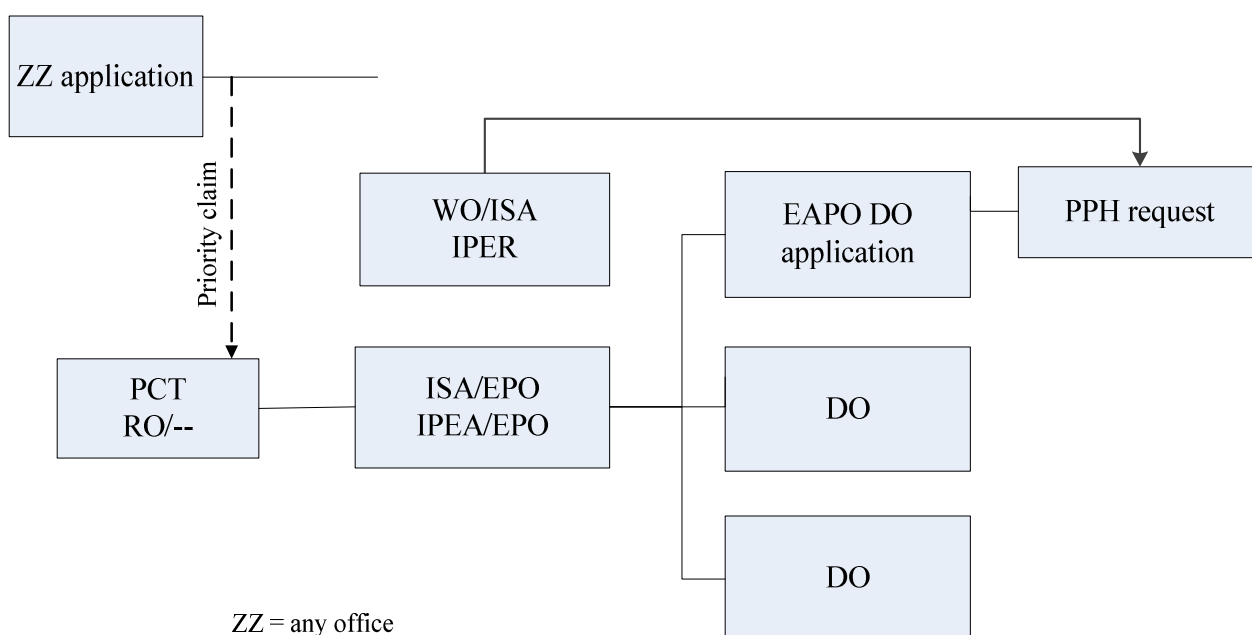 ZZ application
Priority claim
WO/ISA
IPER
EAPO DO
application
PPH request
PCT
RO/--
ISA/EPO
IPEA/EPO
DO
DO
ZZ = any office